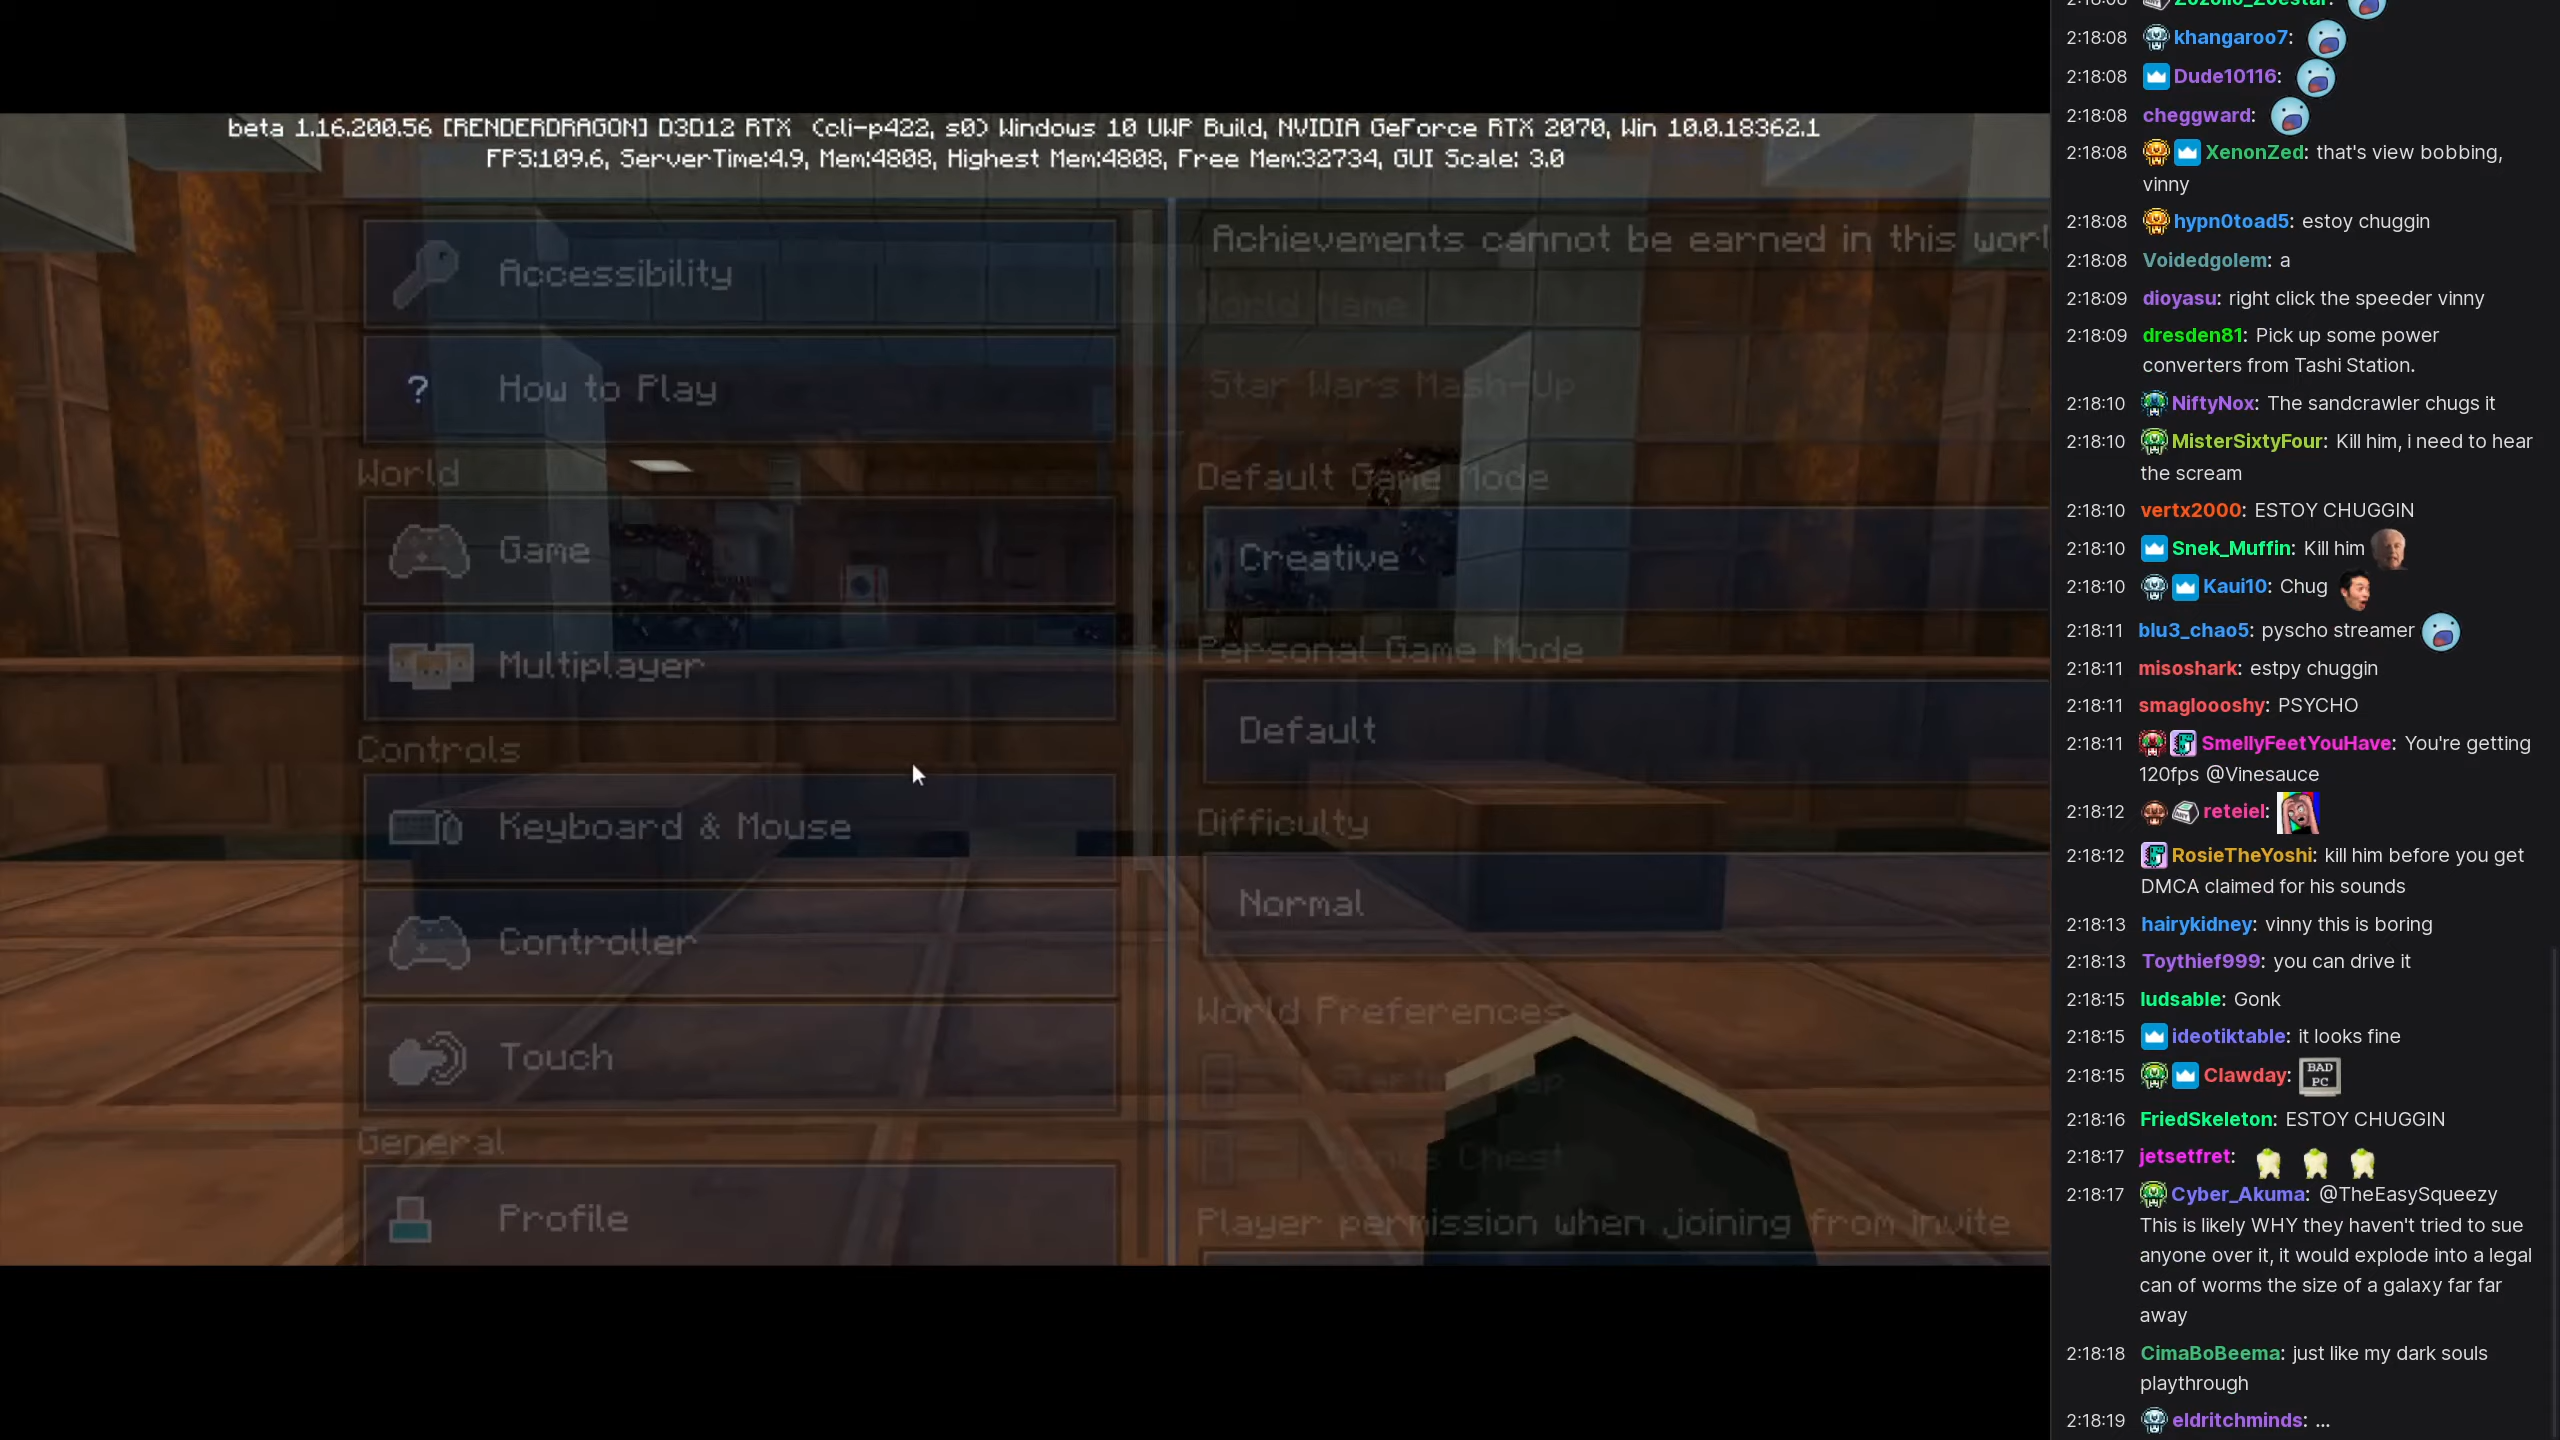 beta 1.16.200.56 [RENDERDRAGON] D3D12 RTX (cli-p422, s0) Windows 10 UWP Build, NVIDIA GeForce RTX 2070, Win 10.0.18362.1
FPS:109.6, ServerTime:4.9, Mem:4808, Highest Mem:4808, Free Mem:32734, GUI Scale: 3.0
Accessibility
? How to Play
World
Game
Multiplayer
Controls
Keyboard & Mouse
Controller
Touch
General
Profile
Achievements cannot be earned in this worl
World Name
Star Wars Mash-Up
Default Game Mode
Creative
Personal Game Mode
Default
Difficulty
Normal
World Preferences
Map
Chest
Player permission when joining from invite
2:18:08
2:18:08 khangaroo7:
2:18:08 Dude10116:
cheggward:
2:18:08
2:18:08 XenonZed: that's view bobbing,
vinny
2:18:08 hypn0toad5: estoy chuggin
2:18:08 Voidedgolem: a
2:18:09 dioyasu: right click the speeder vinny
2:18:09 dresden81: Pick up some power
converters from Tashi Station.
2:18:10 NiftyNox: The sandcrawler chugs it
2:18:10 MisterSixtyFour: Kill him, i need to hear
the scream
2:18:10 vertx2000: ESTOY CHUGGIN
2:18:10 Snek_Muffin: Kill him
2:18:10 Kaui10: Chug
2:18:11 blu3_chao5: pyscho streamer
2:18:11 misoshark: estpy chuggin
2:18:11 smagloooshy: PSYCHO
2:18:11 SmellyFeetYouHave: You're getting
120fps @Vinesauce
2:18:12 reteiel:
2:18:12 RosieTheYoshi: kill him before you get
DMCA claimed for his sounds
2:18:13 hairykidney: vinny this is boring
2:18:13 Toythief999: you can drive it
2:18:15 ludsable: Gonk
2:18:15 ideotiktable: it looks fine
2:18:15 Clawday: BAD PC
2:18:16 FriedSkeleton: ESTOY CHUGGIN
2:18:17 jetsetfret:
2:18:17 Cyber_Akuma: @TheEasySqueezy
This is likely WHY they haven't tried to sue
anyone over it, it would explode into a legal
can of worms the size of a galaxy far far
away
2:18:18 CimaBoBeema: just like my dark souls
playthrough
2:18:19 eldritchminds: ...